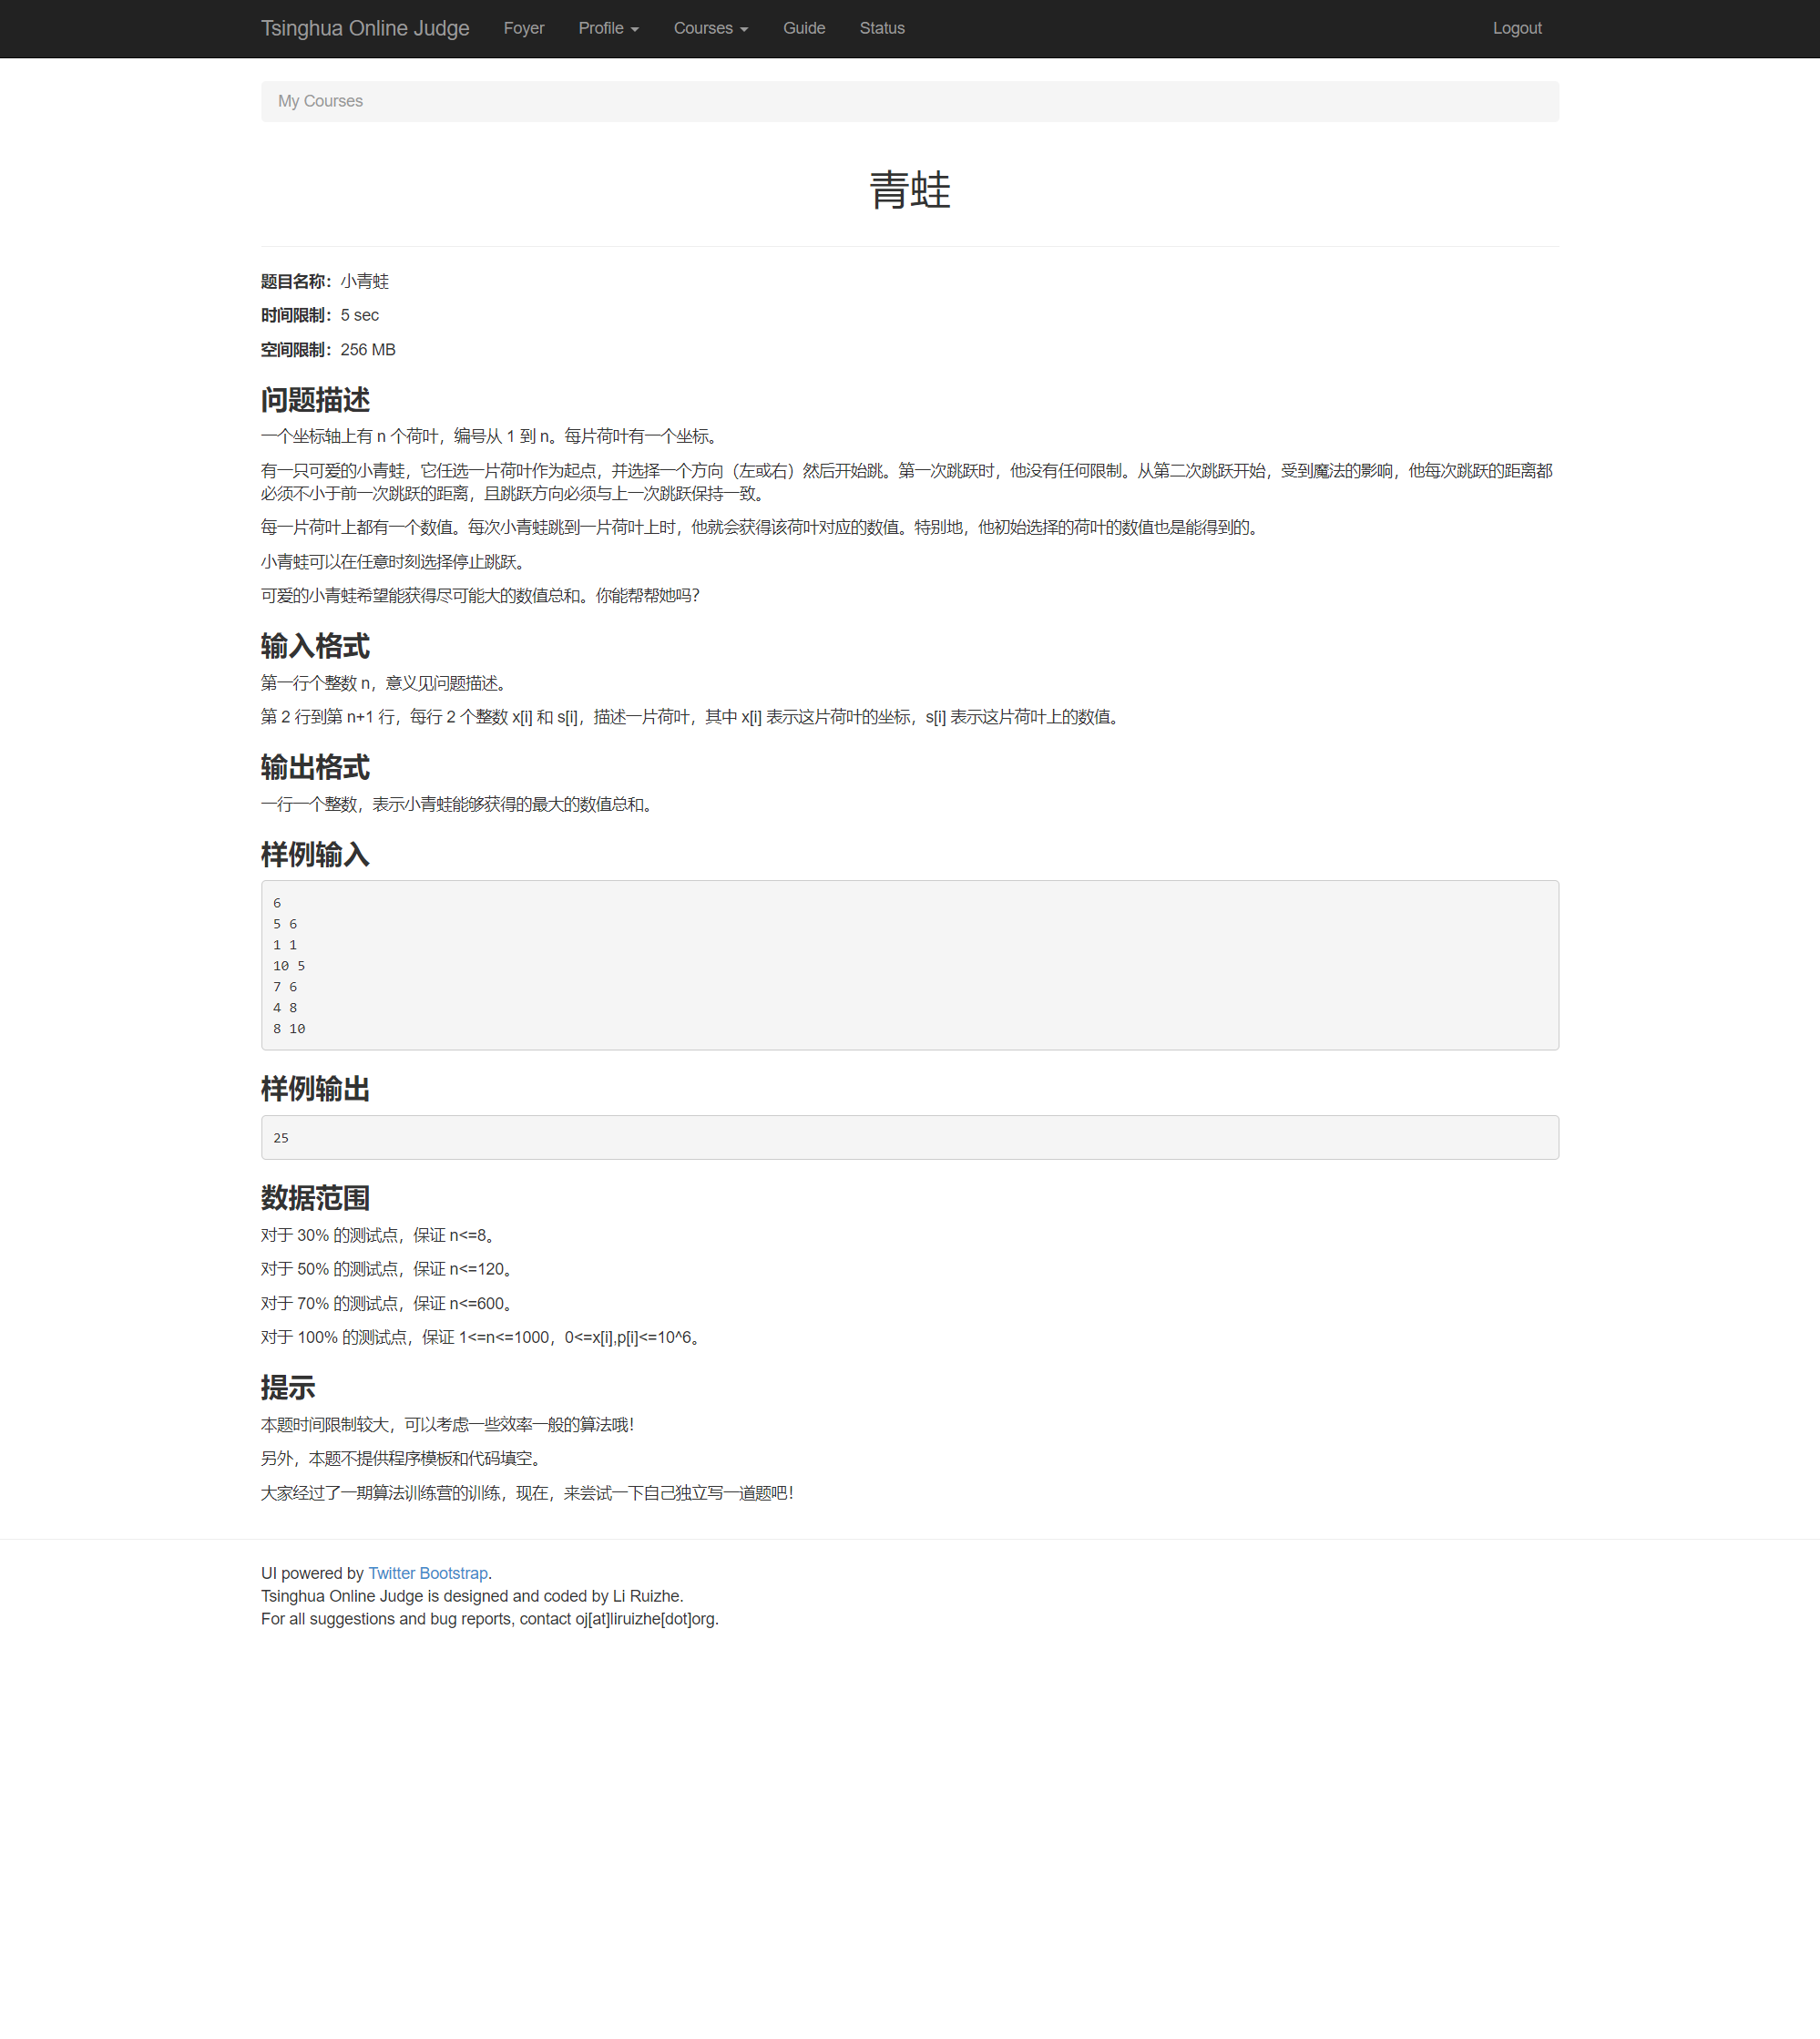 Tsinghua Online Judge Foyer Profile Courses Guide Status Logout
My Courses
青蛙
题目名称：小青蛙
时间限制：5 sec
空间限制：256 MB
问题描述
一个坐标轴上有 n 个荷叶，编号从 1 到 n。每片荷叶有一个坐标。
有一只可爱的小青蛙，它任选一片荷叶作为起点，并选择一个方向（左或右）然后开始跳。第一次跳跃时，他没有任何限制。从第二次跳跃开始，受到魔法的影响，他每次跳跃的距离都
必须不小于前一次跳跃的距离，且跳跃方向必须与上一次跳跃保持一致。
每一片荷叶上都有一个数值。每次小青蛙跳到一片荷叶上时，他就会获得该荷叶对应的数值。特别地，他初始选择的荷叶的数值也是能得到的。
小青蛙可以在任意时刻选择停止跳跃。
可爱的小青蛙希望能获得尽可能大的数值总和。你能帮帮她吗？
输入格式
第一行个整数 n，意义见问题描述。
第 2 行到第 n+1 行，每行 2 个整数 x[i] 和 s[i]，描述一片荷叶，其中 x[i] 表示这片荷叶的坐标，s[i] 表示这片荷叶上的数值。
输出格式
一行一个整数，表示小青蛙能够获得的最大的数值总和。
样例输入
6
5 6
1 1
10 5
7 6
4 8
8 10
样例输出
25
数据范围
对于 30% 的测试点，保证 n<=8。
对于 50% 的测试点，保证 n<=120。
对于 70% 的测试点，保证 n<=600。
对于 100% 的测试点，保证 1<=n<=1000，0<=x[i],p[i]<=10^6。
提示
本题时间限制较大，可以考虑一些效率一般的算法哦！
另外，本题不提供程序模板和代码填空。
大家经过了一期算法训练营的训练，现在，来尝试一下自己独立写一道题吧！
UI powered by Twitter Bootstrap.
Tsinghua Online Judge is designed and coded by Li Ruizhe.
For all suggestions and bug reports, contact oj[at]liruizhe[dot]org.